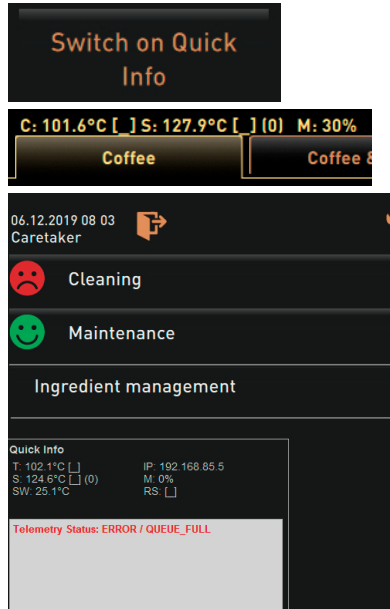 Switch on Quick
Info
C: 101.6°C [_] S: 127.9°C [_] (0) M: 30%
Coffee
Coffee &
06.12.2019 08 03
Caretaker
Cleaning
Maintenance
Ingredient management
Quick Info
T: 102.1°C [_] IP: 192.168.85.5
S: 124.6°C [_] (0) M: 0%
SW: 25.1°C RS: [_]
Telemetry Status: ERROR / QUEUE_FULL